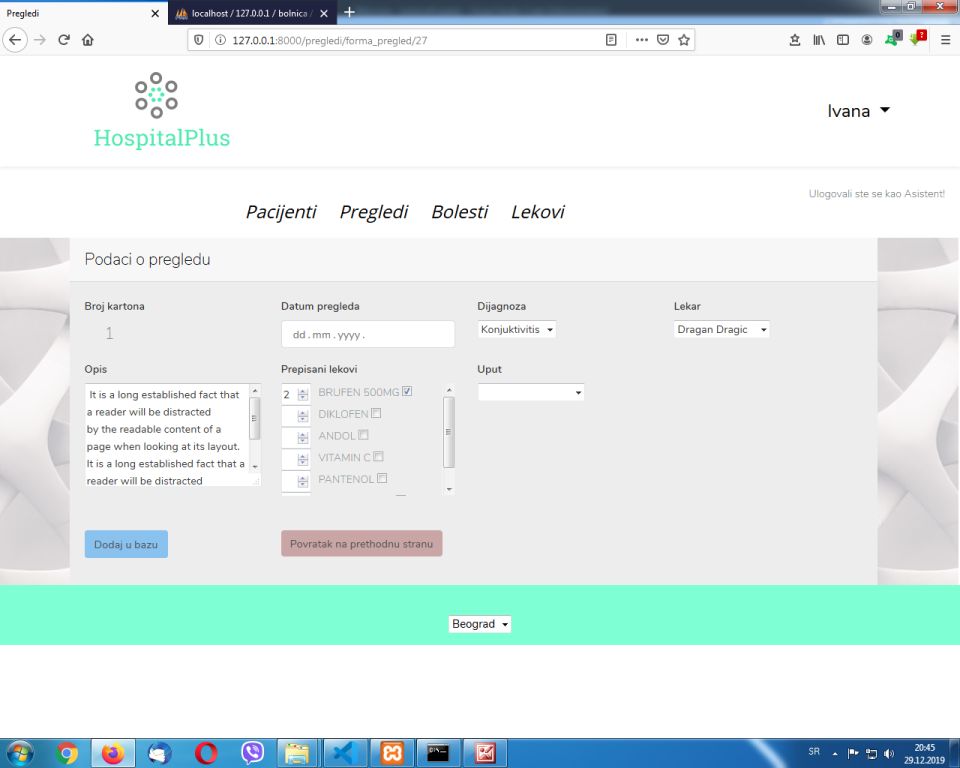 Pregledi
localhost / 127.0.0.1 / bolnica /
127.0.0.1:8000/pregledi/forma_pregled/27
0
?
HospitalPlus
Ivana
Ulogovali ste se kao Asistent!
Pacijenti Pregledi Bolesti Lekovi
Podaci o pregledu
Broj kartona
1
Datum pregleda
dd . mm . yyyy .
Dijagnoza
Konjuktivitis
Lekar
Dragan Dragic
Opis
It is a long established fact that
a reader will be distracted
by the readable content of a
page when looking at its layout.
It is a long established fact that a
reader will be distracted
Prepisani lekovi
2 BRUFEN 500MG
DIKLOFEN
ANDOL
VITAMIN C
PANTENOL
Uput
Dodaj u bazu
Povratak na prethodnu stranu
Beograd
SR
20:45
29.12.2019